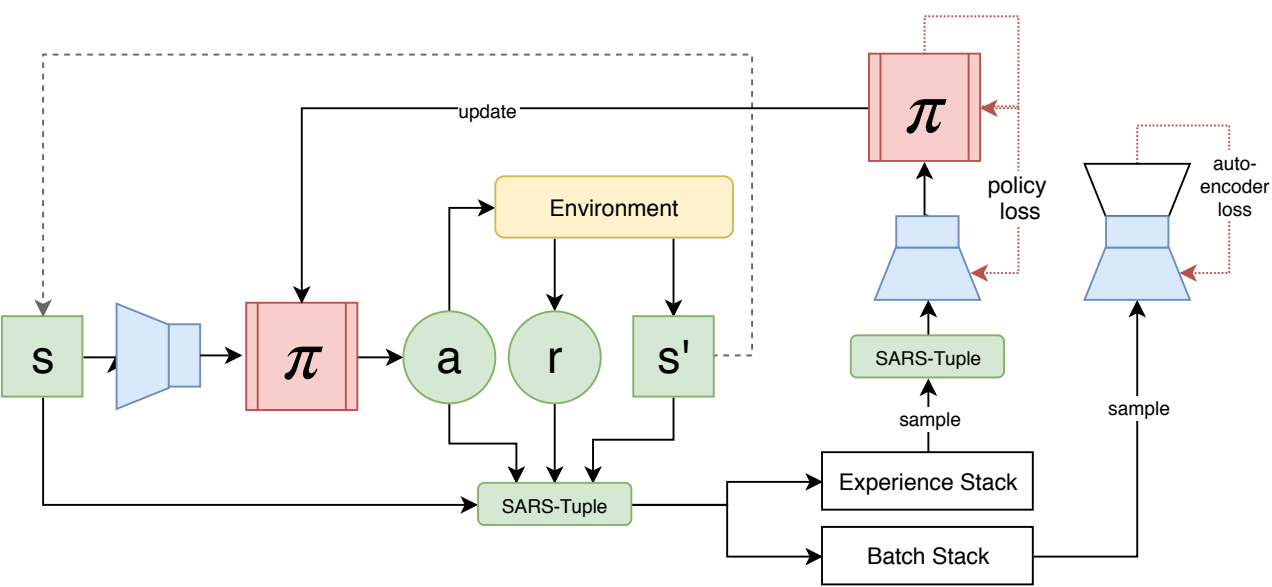 update
π
Environment
policy
loss
auto-
encoder
loss
s
π
a
r
s'
SARS-Tuple
sample
sample
SARS-Tuple
Experience Stack
Batch Stack